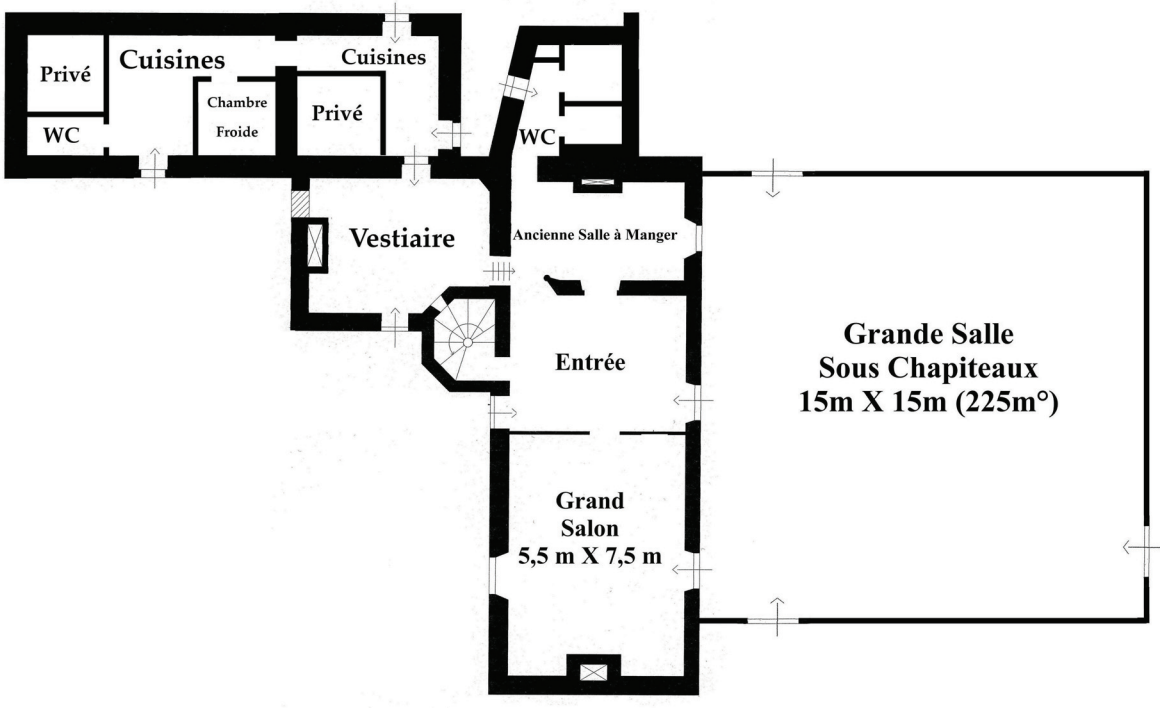 Cuisines
Cuisines
Privé
Chambre
Froide
Privé
WC
WC
Vestiaire
Ancienne Salle à Manger
Entrée
Grande Salle
Sous Chapiteaux
15m X 15m (225m°)
Grand
Salon
5,5 m X 7,5 m